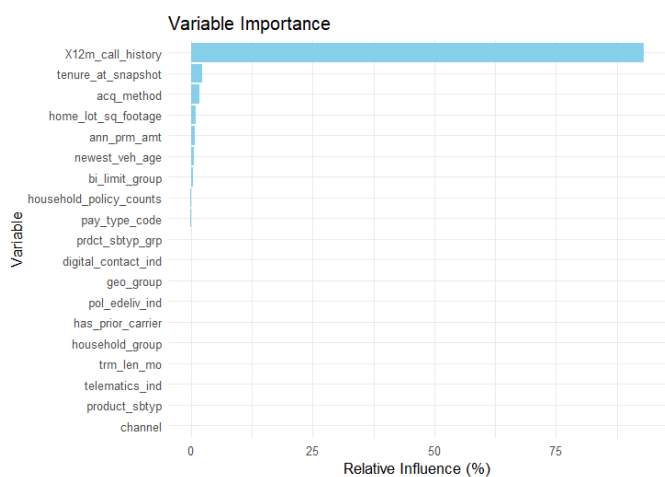 Variable Importance
X12m_call_history
tenure_at_snapshot
acq_method
home_lot_sq_footage
ann_prm_amt
newest_veh_age
bi_limit_group
household_policy_counts
pay_type_code
prdct_sbtyp_grp
digital_contact_ind
geo_group
pol_edeliv_ind
has_prior_carrier
household_group
trm_len_mo
telematics_ind
product_sbtyp
channel
Variable
0 25 50 75
Relative Influence (%)